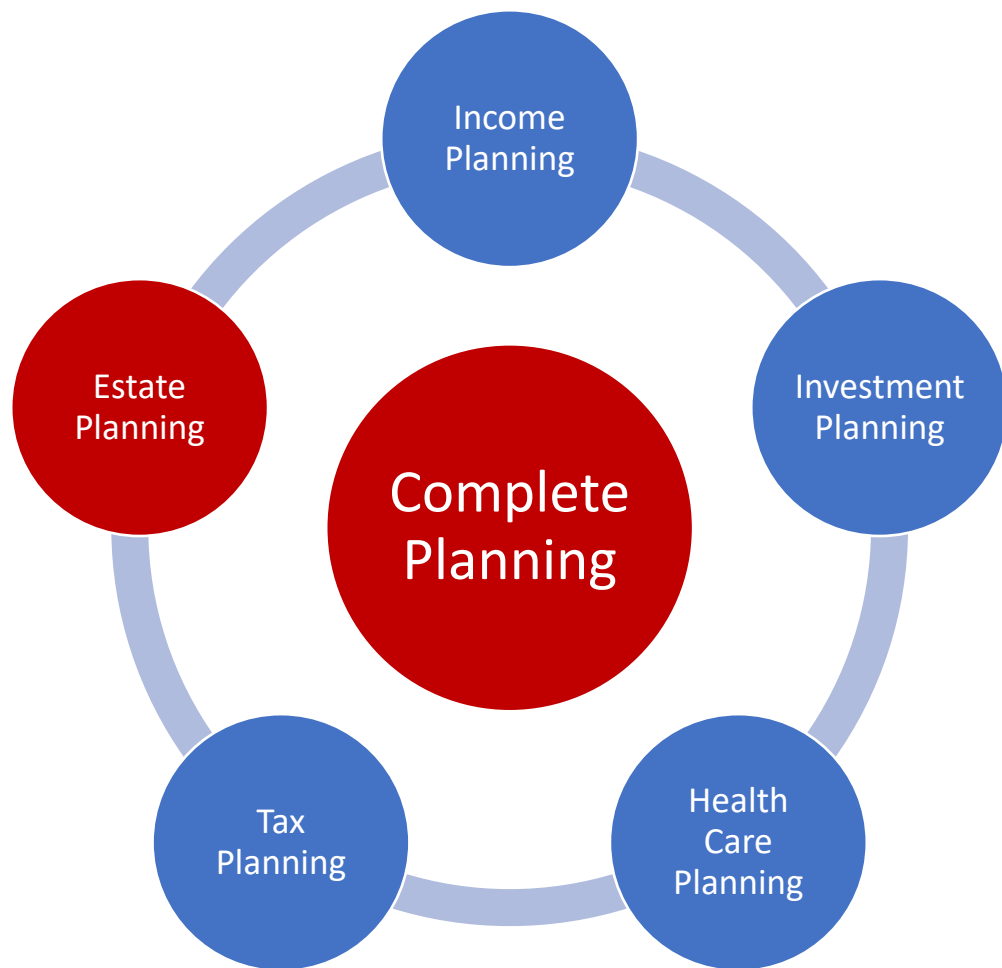 Income
Planning
Investment
Planning
Health
Care
Planning
Tax
Planning
Estate
Planning
Complete
Planning